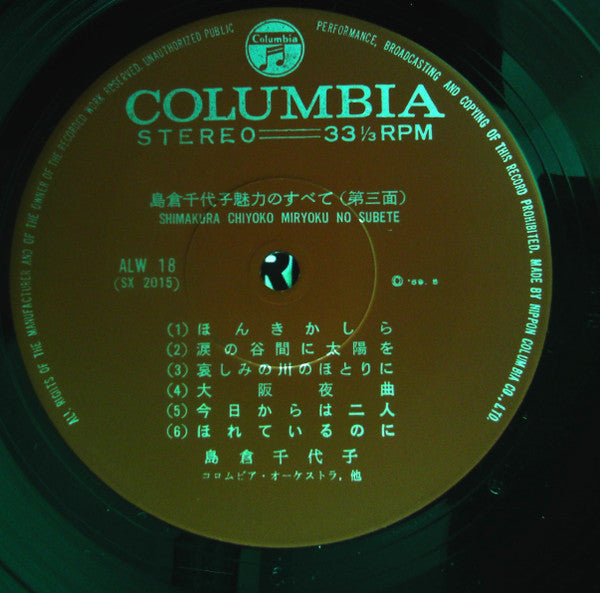 ALL RIGHTS OF THE MANUFACTURER AND OF THE OWNER OF THE RECORDED WORK RESERVED. UNAUTHORIZED PUBLIC PERFORMANCE, BROADCASTING AND COPYING OF THIS RECORD PROHIBITED. MADE BY NIPPON COLUMBIA CO., LTD.
Columbia
COLUMBIA
STEREO 33⅓RPM
島倉千代子魅力のすべて(第三面)
SHIMAKURA CHIYOKO MIRYOKU NO SUBETE
ALW 18
(SX 2015)
Ⓟ'69.5
(1)ほんきかしら
(2)涙の谷間に太陽を
(3)哀しみの川のほとりに
(4)大阪夜曲
(5)今日からは二人
(6)ほれているのに
島倉千代子
コロムビア・オーケストラ,他